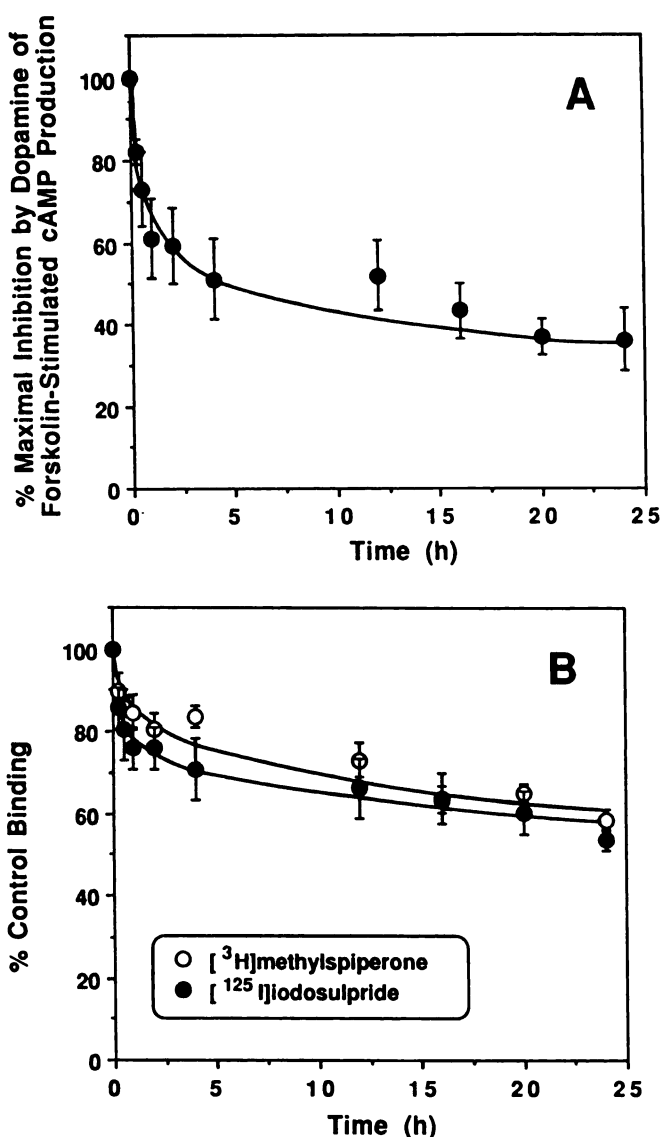 % Maximal Inhibition by Dopamine of
Forskolin-Stimulated cAMP Production
A
100
80
60
40
20
0
0 5 10 15 20 25
Time (h)
% Control Binding
B
100
80
60
40
20
0
[ ³H]methylspiperone
[ ¹²⁵I]iodosulpride
0 5 10 15 20 25
Time (h)